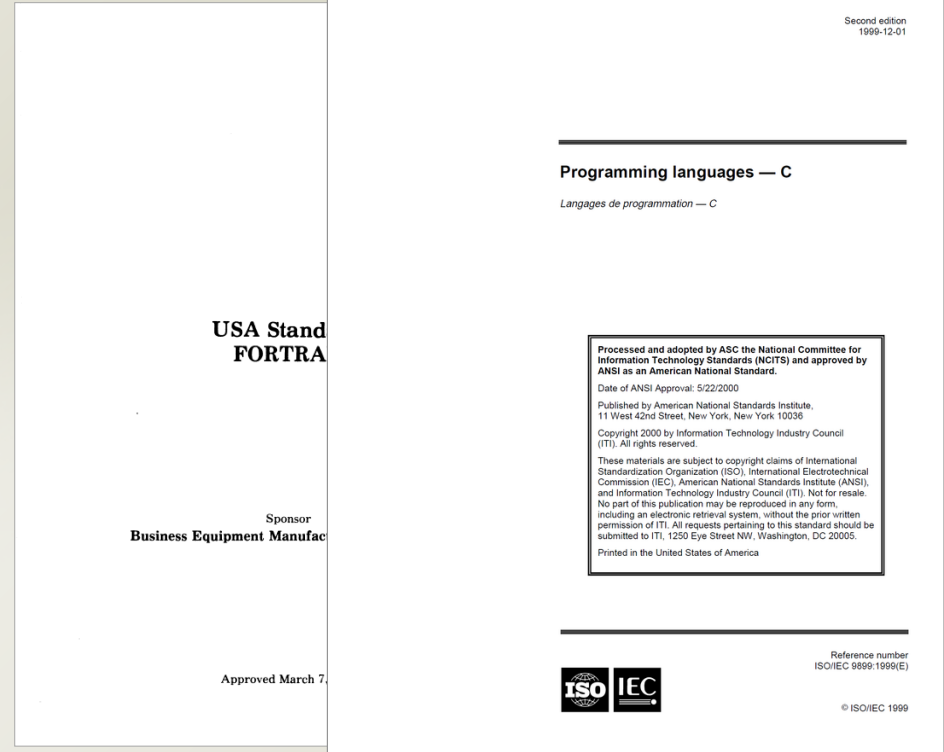 USA Stand
FORTRA
Sponsor
Business Equipment Manufac
Approved March 7,
Second edition
1999-12-01
Programming languages — C
Langages de programmation — C
Processed and adopted by ASC the National Committee for
Information Technology Standards (NCITS) and approved by
ANSI as an American National Standard.
Date of ANSI Approval: 5/22/2000
Published by American National Standards Institute,
11 West 42nd Street, New York, New York 10036
Copyright 2000 by Information Technology Industry Council
(ITI). All rights reserved.
These materials are subject to copyright claims of International
Standardization Organization (ISO), International Electrotechnical
Commission (IEC), American National Standards Institute (ANSI),
and Information Technology Industry Council (ITI). Not for resale.
No part of this publication may be reproduced in any form,
including an electronic retrieval system, without the prior written
permission of ITI. All requests pertaining to this standard should be
submitted to ITI, 1250 Eye Street NW, Washington, DC 20005.
Printed in the United States of America
Reference number
ISO/IEC 9899:1999(E)
ISO IEC
© ISO/IEC 1999